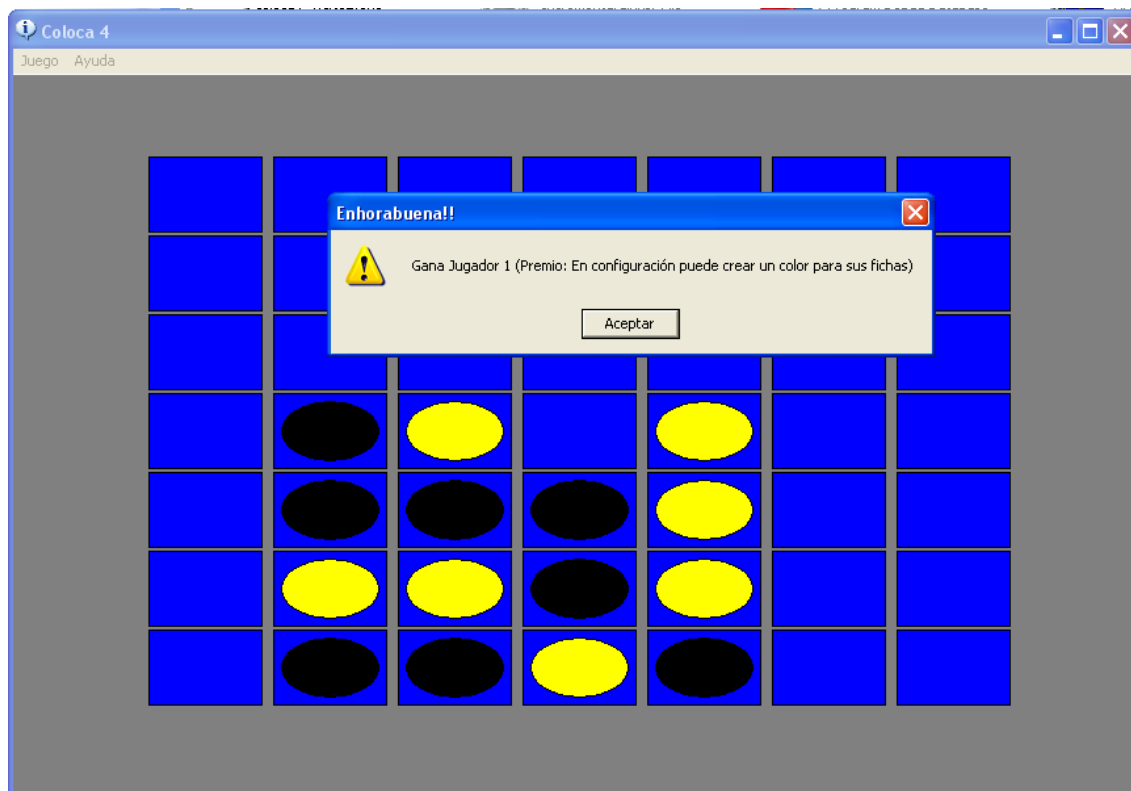 Coloca 4
Juego Ayuda
Enhorabuena!!
Gana Jugador 1 (Premio: En configuración puede crear un color para sus fichas)
Aceptar